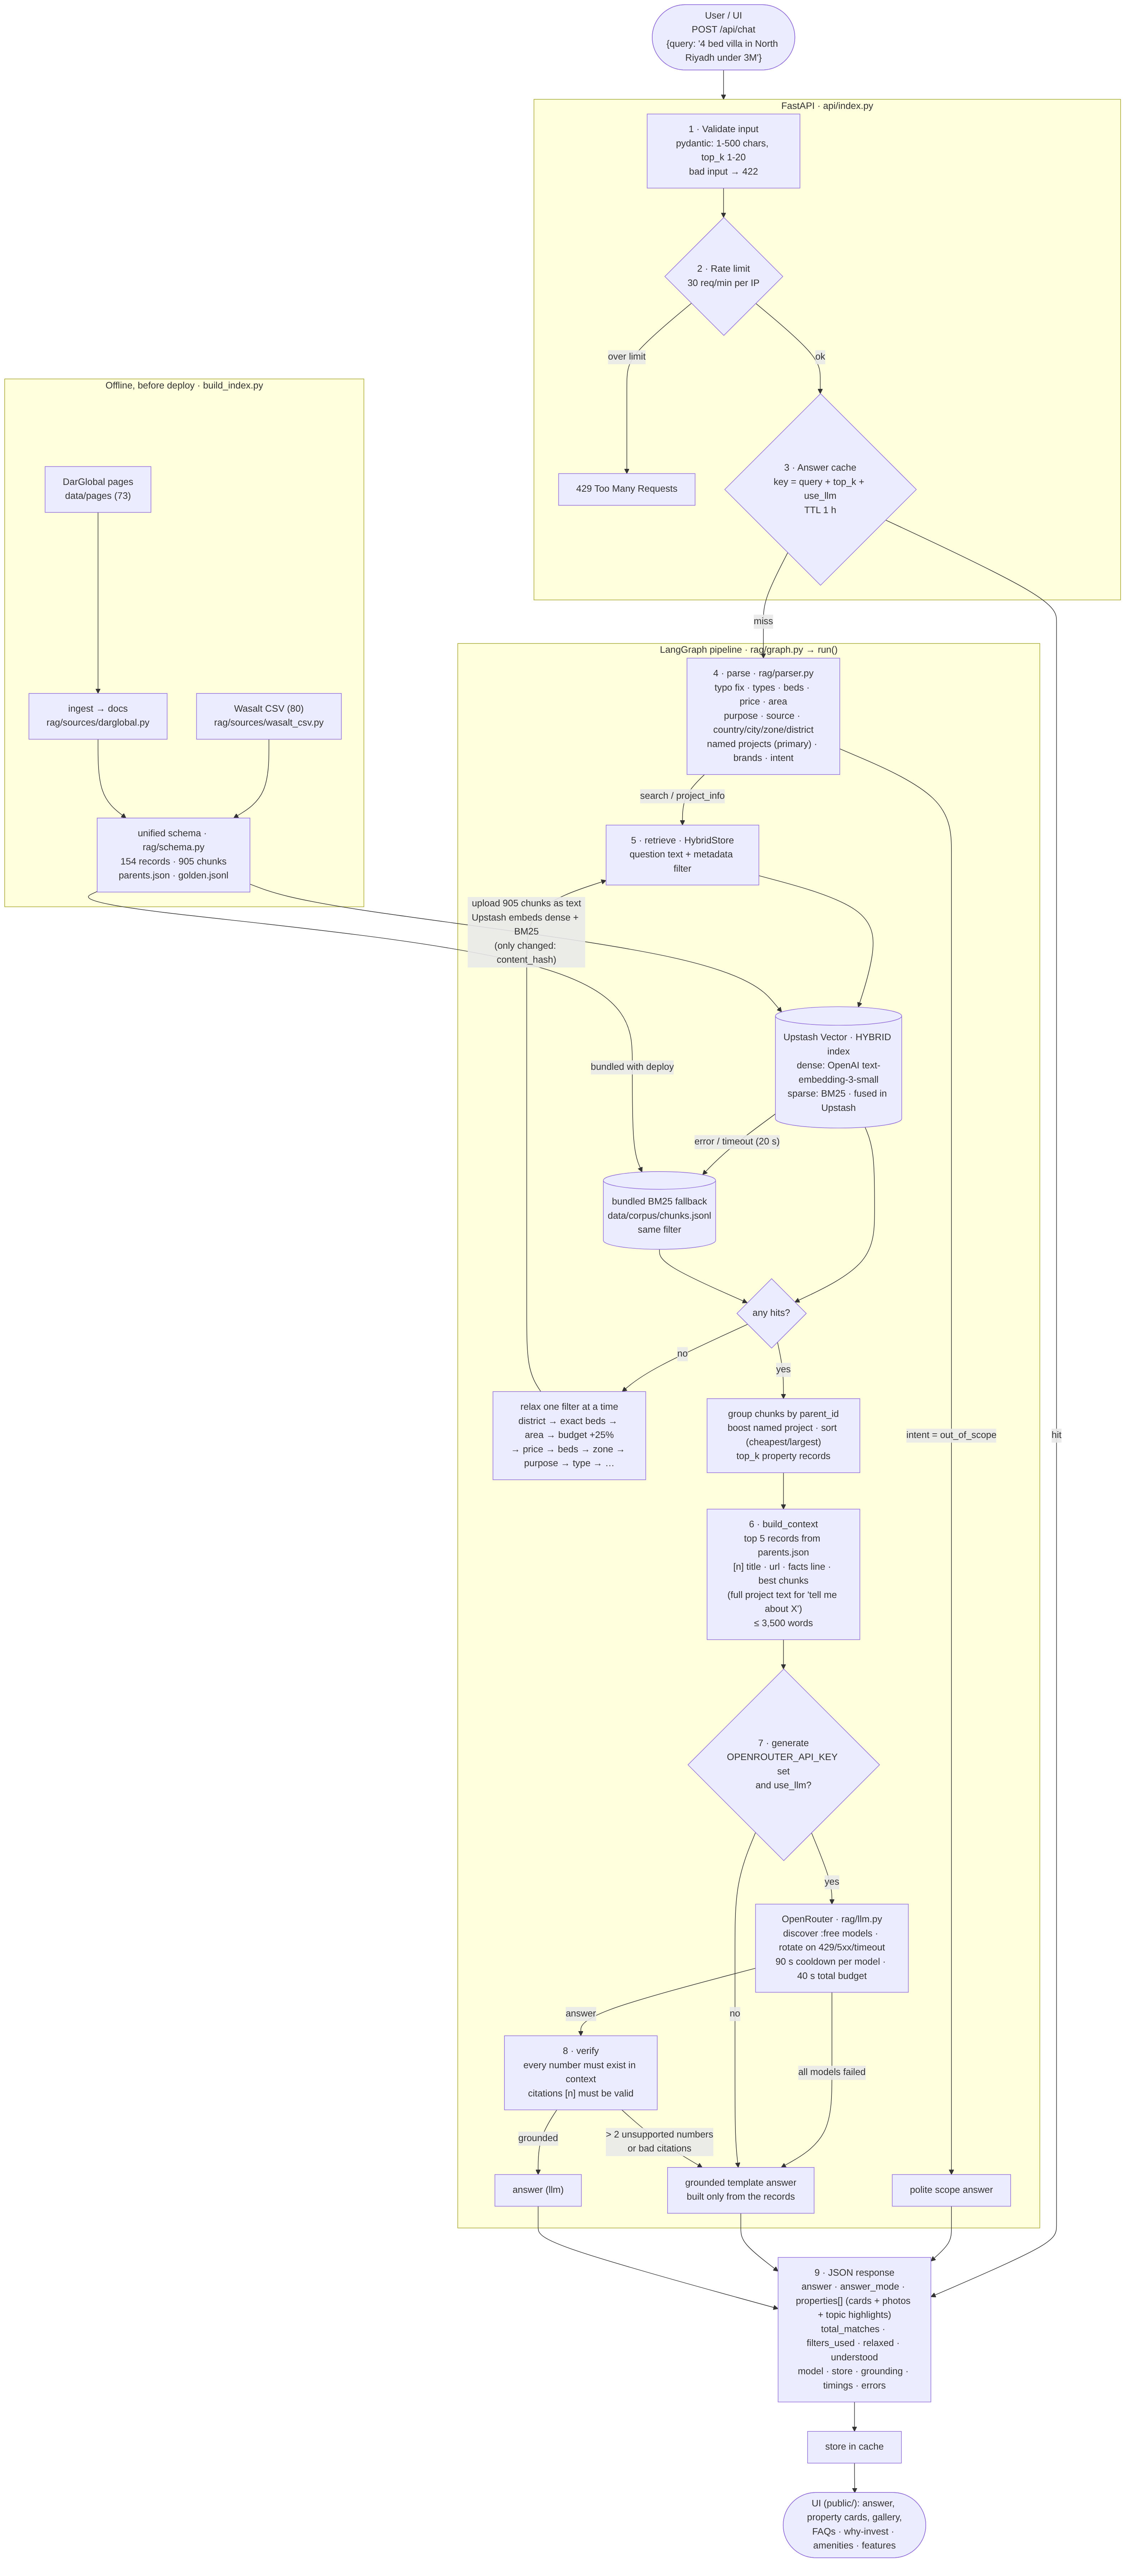 User / UI
POST /api/chat
{query: '4 bed villa in North
Riyadh under 3M'}
FastAPI · api/index.py
1 · Validate input
pydantic: 1-500 chars,
top_k 1-20
bad input → 422
2 · Rate limit
30 req/min per IP
over limit
ok
429 Too Many Requests
3 · Answer cache
key = query + top_k +
use_llm
TTL 1 h
miss
hit
Offline, before deploy · build_index.py
DarGlobal pages
data/pages (73)
ingest → docs
rag/sources/darglobal.py
Wasalt CSV (80)
rag/sources/wasalt_csv.py
unified schema ·
rag/schema.py
154 records · 905 chunks
parents.json · golden.jsonl
upload 905 chunks as text
Upstash embeds dense +
BM25
(only changed:
content_hash)
bundled with deploy
LangGraph pipeline · rag/graph.py → run()
4 · parse · rag/parser.py
typo fix · types · beds ·
price · area
purpose · source ·
country/city/zone/district
named projects (primary) ·
brands · intent
search / project_info
intent = out_of_scope
5 · retrieve · HybridStore
question text + metadata
filter
Upstash Vector · HYBRID
index
dense: OpenAI text-
embedding-3-small
sparse: BM25 · fused in
Upstash
error / timeout (20 s)
bundled BM25 fallback
data/corpus/chunks.jsonl
same filter
any hits?
no
yes
relax one filter at a time
district → exact beds →
area → budget +25%
→ price → beds → zone →
purpose → type → …
group chunks by parent_id
boost named project · sort
(cheapest/largest)
top_k property records
6 · build_context
top 5 records from
parents.json
[n] title · url · facts line ·
best chunks
(full project text for 'tell me
about X')
≤ 3,500 words
7 · generate
OPENROUTER_API_KEY
set
and use_llm?
yes
no
OpenRouter · rag/llm.py
discover :free models ·
rotate on 429/5xx/timeout
90 s cooldown per model ·
40 s total budget
answer
all models failed
8 · verify
every number must exist in
context
citations [n] must be valid
grounded
> 2 unsupported numbers
or bad citations
answer (llm)
grounded template answer
built only from the records
polite scope answer
9 · JSON response
answer · answer_mode ·
properties[] (cards + photos
+ topic highlights)
total_matches ·
filters_used · relaxed ·
understood
model · store · grounding ·
timings · errors
store in cache
UI (public/): answer,
property cards, gallery,
FAQs · why-invest ·
amenities · features